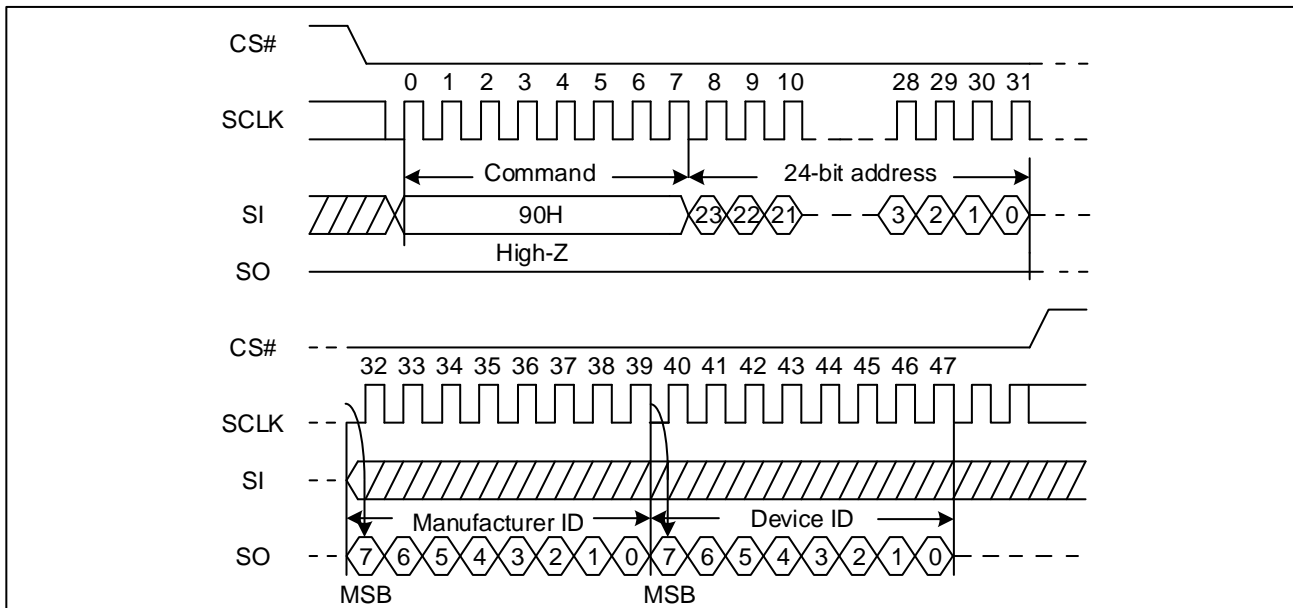 CS#
0 1 2 3 4 5 6 7 8 9 10 28 29 30 31
SCLK
Command 24-bit address
SI 90H 23 22 21 3 2 1 0
High-Z
SO
CS#
32 33 34 35 36 37 38 39 40 41 42 43 44 45 46 47
SCLK
SI
Manufacturer ID Device ID
SO 7 6 5 4 3 2 1 0 7 6 5 4 3 2 1 0
MSB MSB